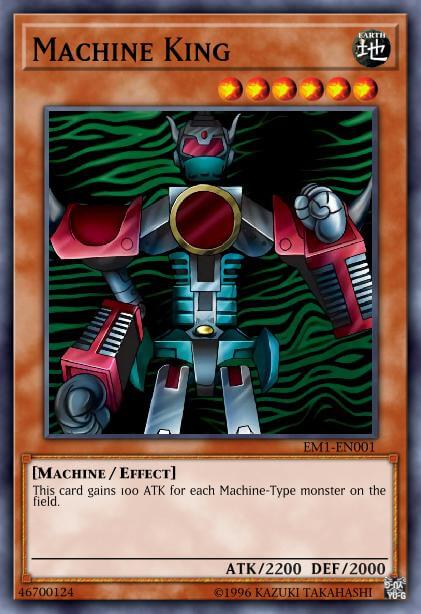 Machine King
EARTH
地
EM1-EN001
[Machine / Effect]
This card gains 100 ATK for each Machine-Type monster on the
field.
ATK/2200 DEF/2000
46700124
©1996 KAZUKI TAKAHASHI